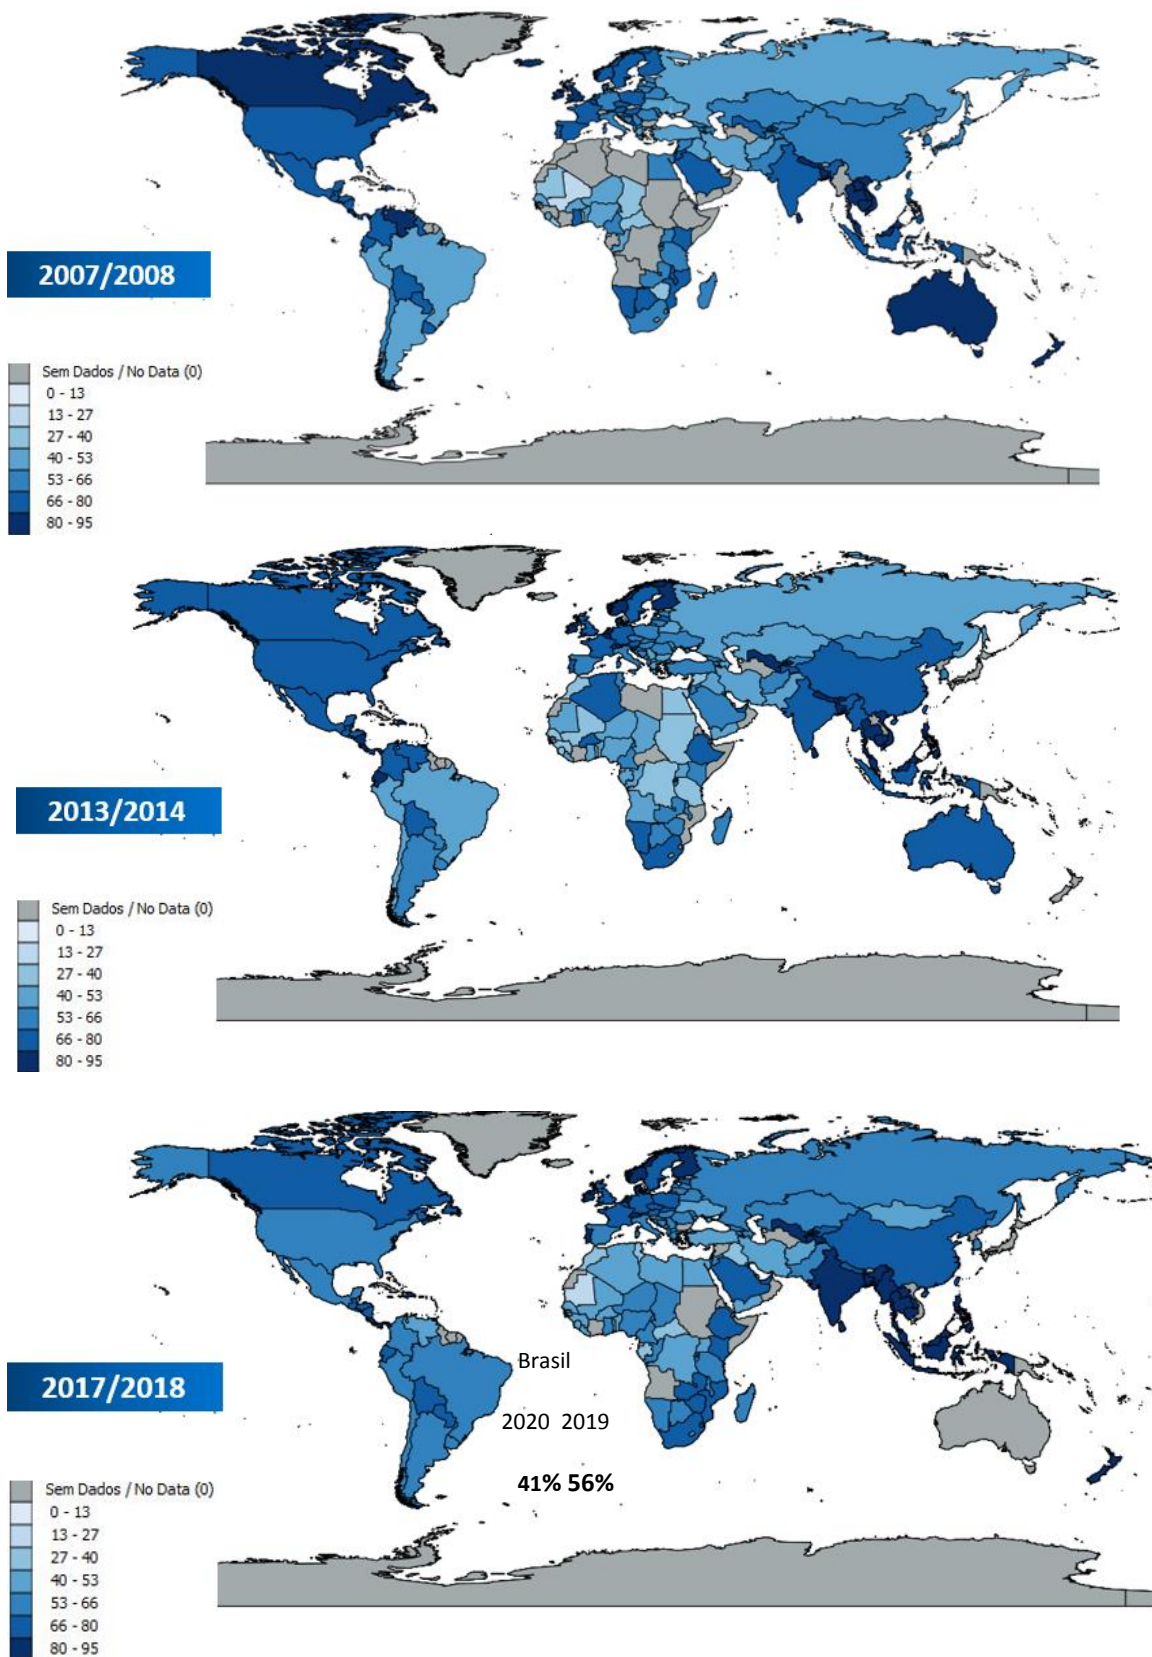 2007/2008
Sem Dados / No Data (0)
0 - 13
13 - 27
27 - 40
40 - 53
53 - 66
66 - 80
80 - 95
2013/2014
Sem Dados / No Data (0)
0 - 13
13 - 27
27 - 40
40 - 53
53 - 66
66 - 80
80 - 95
Brasil
2017/2018
2020 2019
41% 56%
Sem Dados / No Data (0)
0 - 13
13 - 27
27 - 40
40 - 53
53 - 66
66 - 80
80 - 95